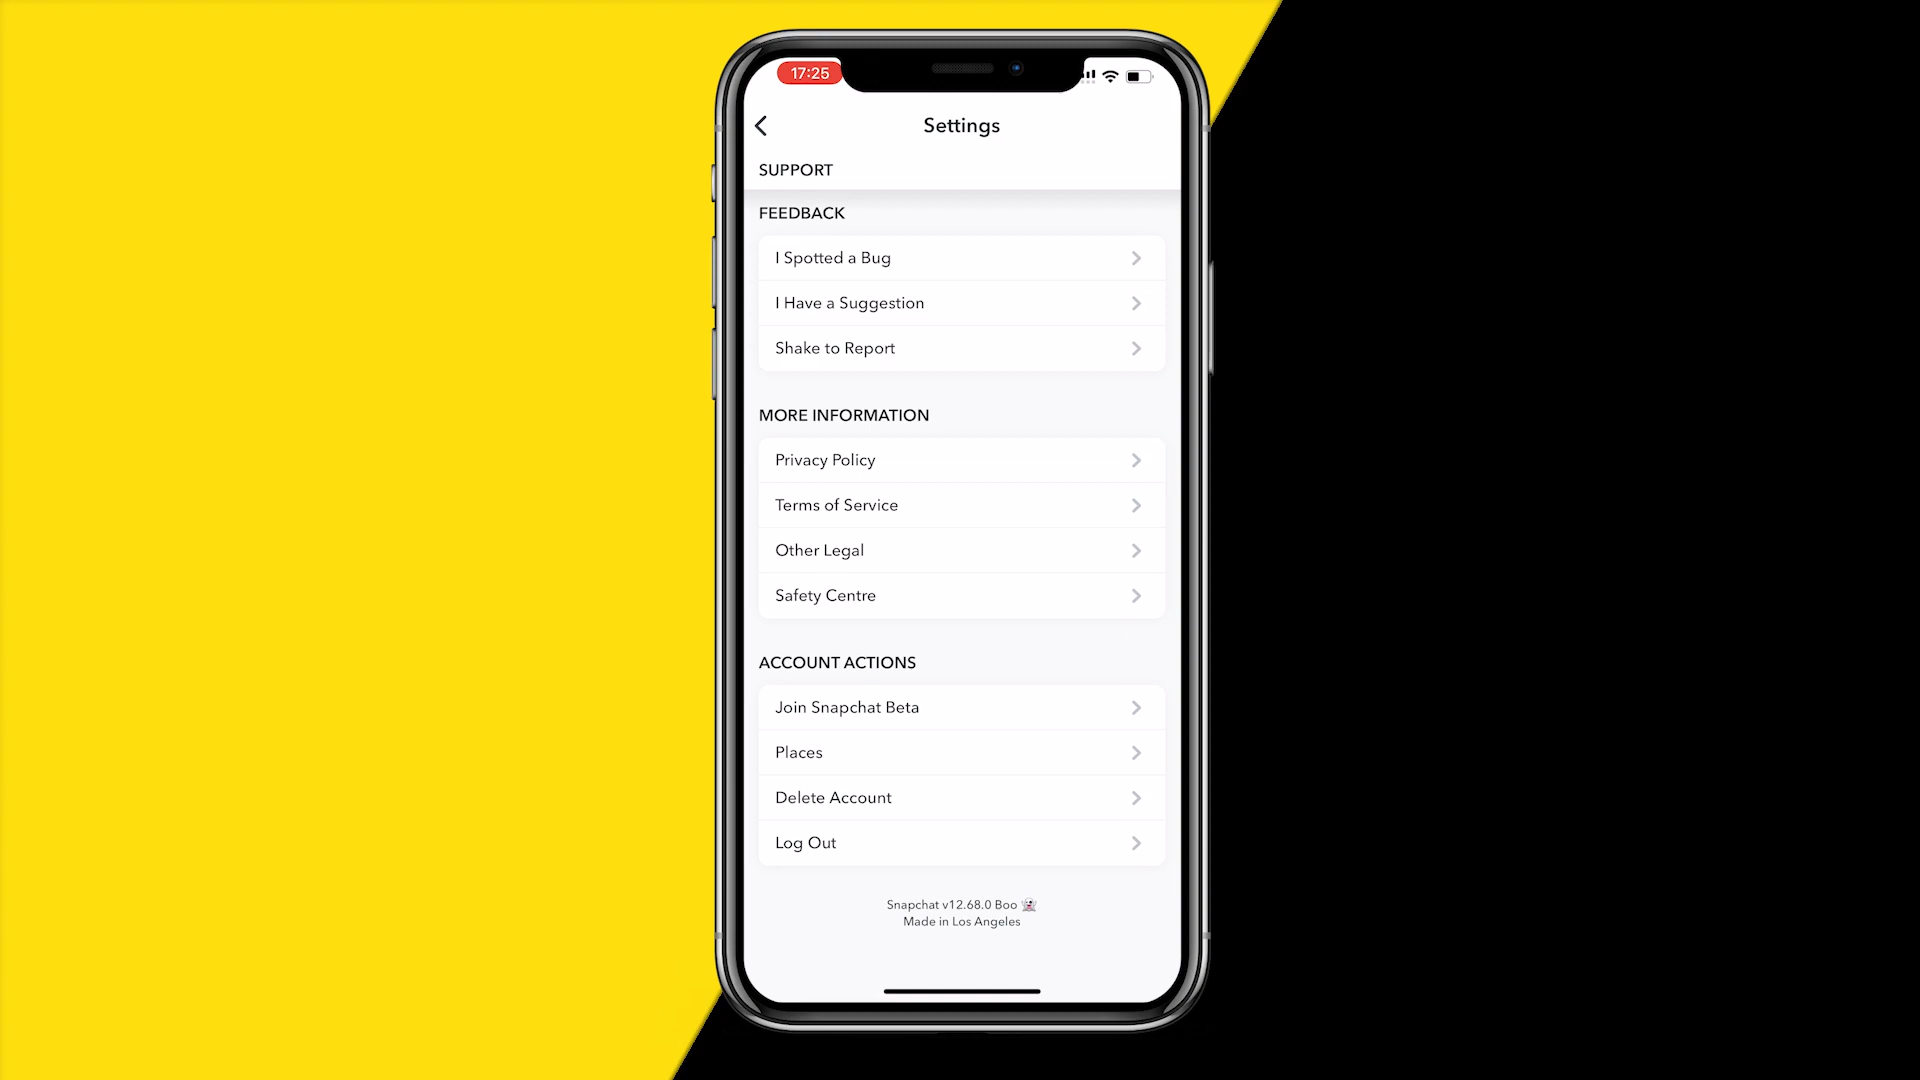 17:25
Settings
SUPPORT
FEEDBACK
I Spotted a Bug
I Have a Suggestion
Shake to Report
MORE INFORMATION
Privacy Policy
Terms of Service
Other Legal
Safety Centre
ACCOUNT ACTIONS
Join Snapchat Beta
Places
Delete Account
Log Out
Snapchat v12.68.0 Boo 👻
Made in Los Angeles